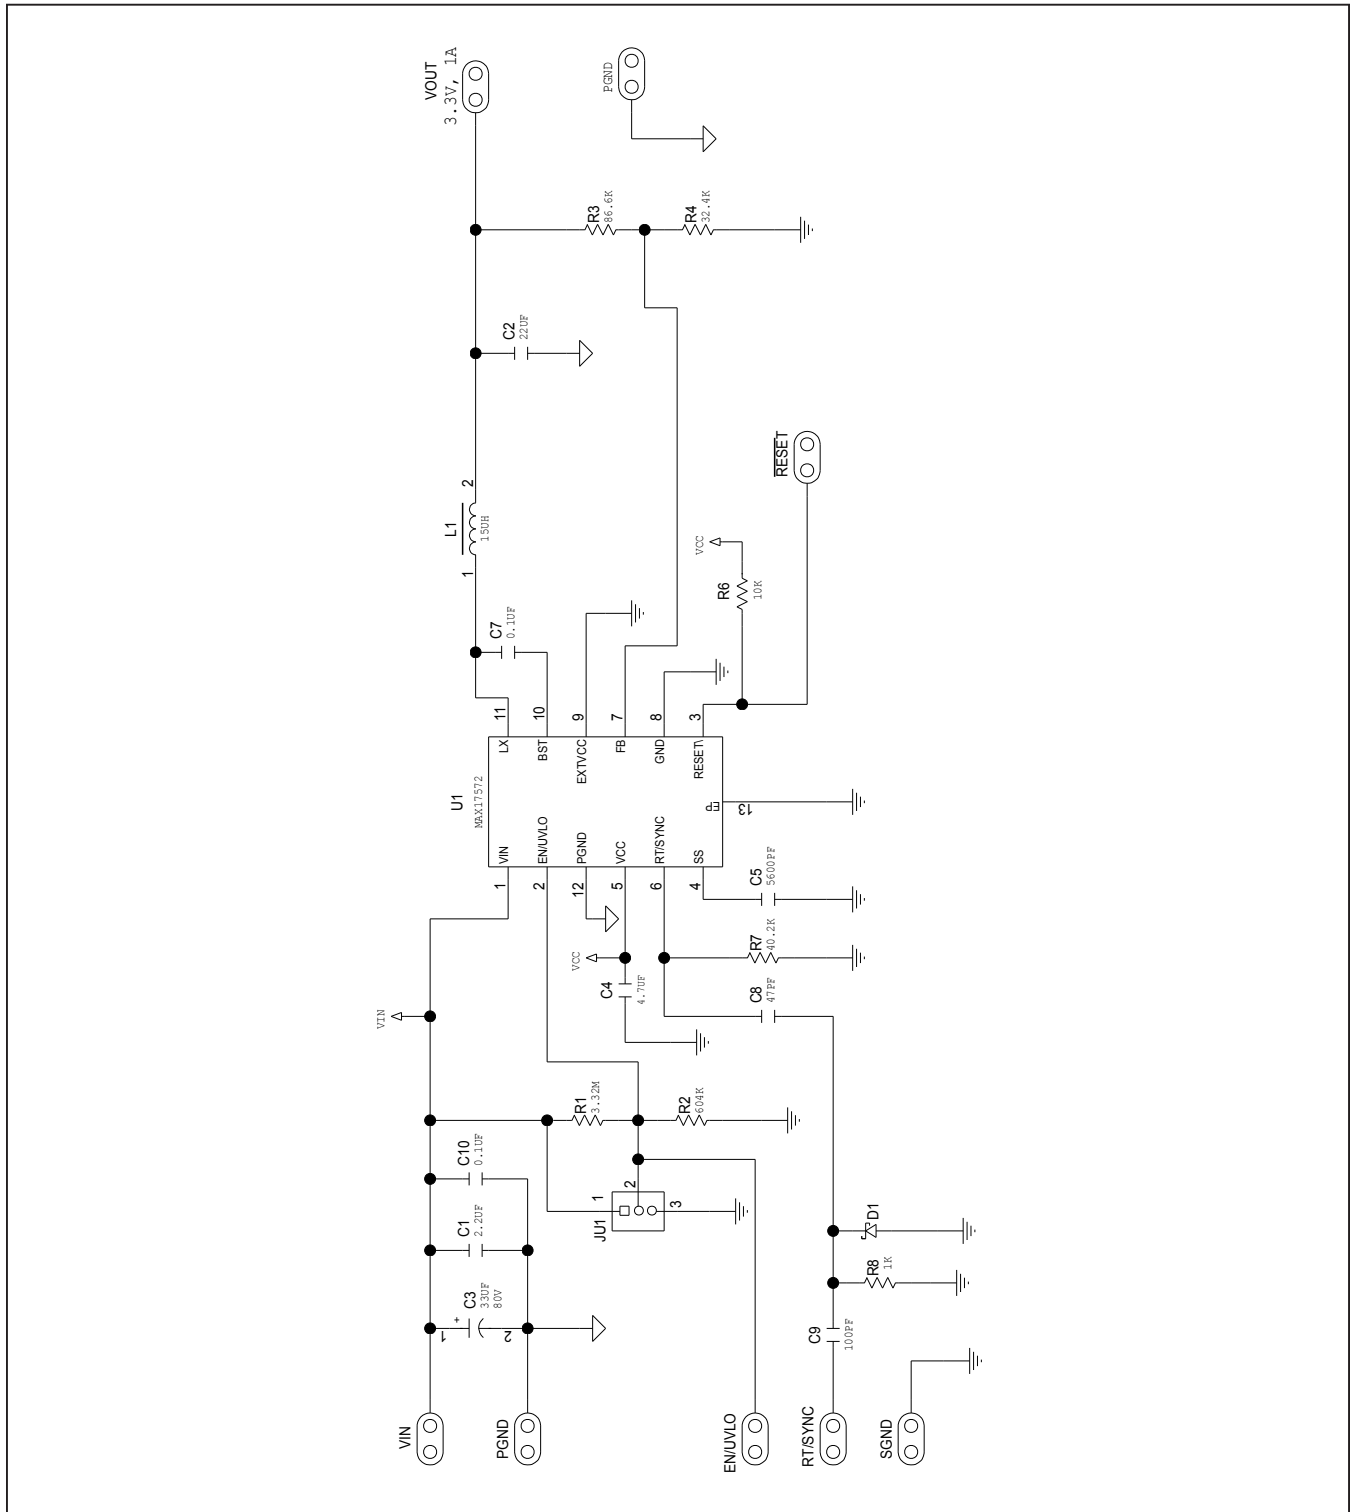 VIN
PGND
EN/UVLO
RT/SYNC
SGND
1
+
2
C3
33UF
80V
C1
2.2UF
C10
0.1UF
VIN
JU1
1
2
3
R1
3.32M
R2
604K
C9
100PF
R8
1K
D1
VCC
C4
4.7UF
C8
47PF
R7
40.2K
C5
5600PF
1
2
12
5
6
4
U1
MAX17572
VIN
EN/UVLO
PGND
VCC
RT/SYNC
SS
LX
BST
EXTVCC
FB
GND
RESET\
EP
13
11
10
9
7
8
3
C7
0.1UF
1
L1
15UH
2
R6
10K
VCC
RESET
C2
22UF
R3
86.6K
R4
32.4K
VOUT
3.3V, 1A
PGND